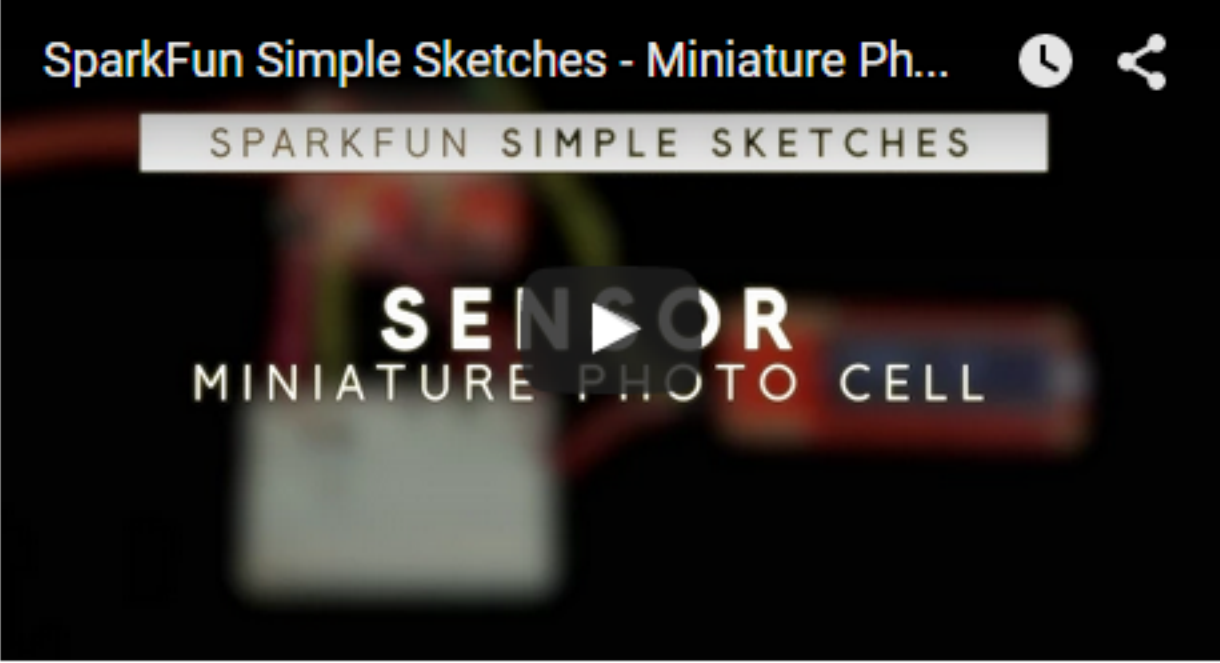 SparkFun Simple Sketches - Miniature Ph...
SPARKFUN SIMPLE SKETCHES
SENSOR
MINIATURE PHOTO CELL